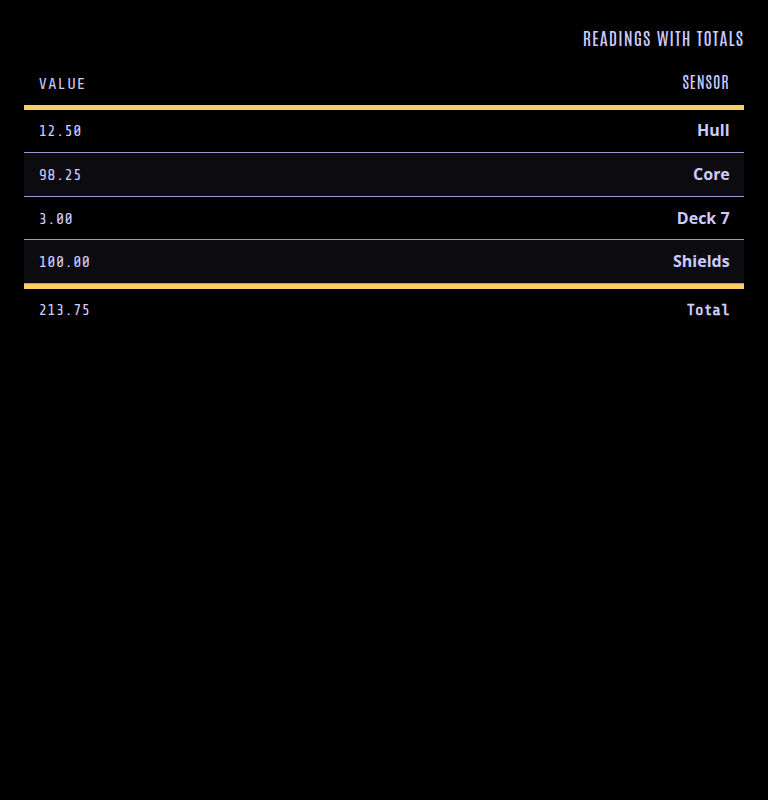 READINGS WITH TOTALS
VALUE SENSOR
12.50 Hull
98.25 Core
3.00 Deck 7
100.00 Shields
213.75 Total